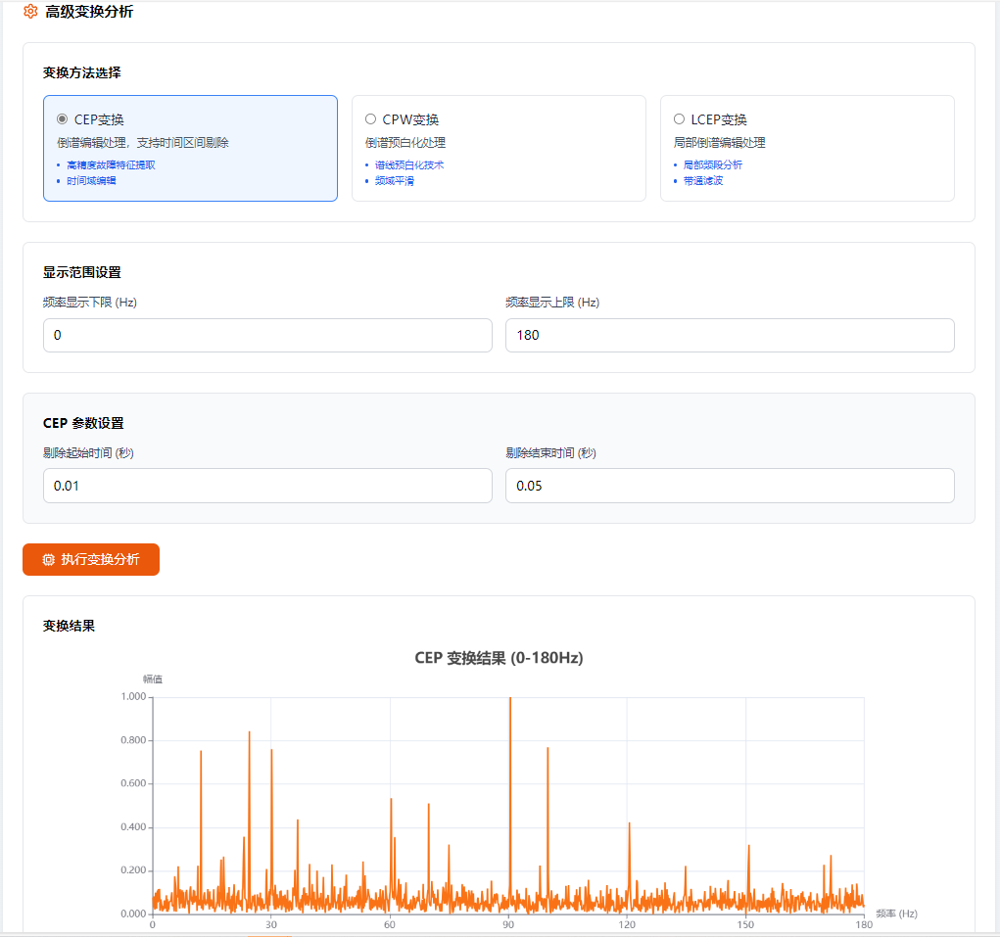 高级变换分析
变换方法选择
CEP变换
倒谱编辑处理，支持时间区间剔除
• 高精度故障特征提取
• 时间域编辑
CPW变换
倒谱预白化处理
• 谱线预白化技术
• 频域平滑
LCEP变换
局部倒谱编辑处理
• 局部频段分析
• 带通滤波
显示范围设置
频率显示下限 (Hz)
频率显示上限 (Hz)
0
180
CEP 参数设置
剔除起始时间 (秒)
剔除结束时间 (秒)
0.01
0.05
执行变换分析
变换结果
CEP 变换结果 (0-180Hz)
幅值
1.000
0.800
0.600
0.400
0.200
0.000
0 30 60 90 120 150 180
频率 (Hz)